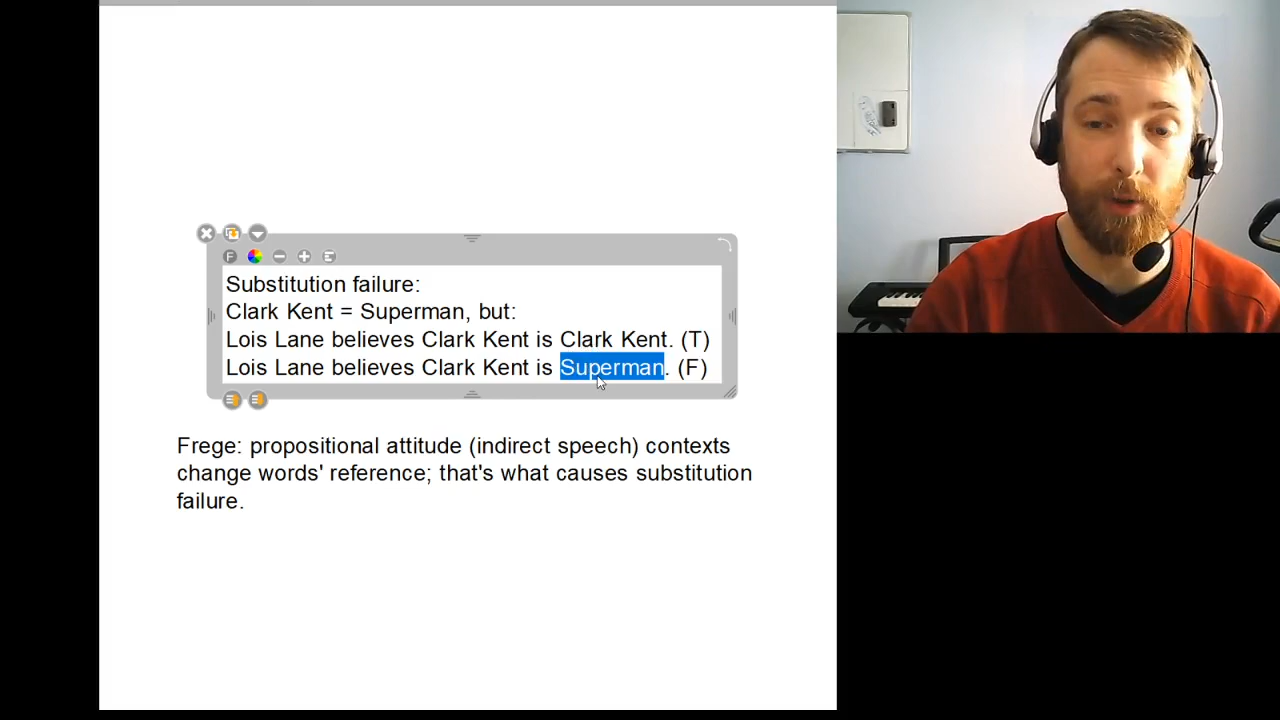 Substitution failure:
Clark Kent = Superman, but:
Lois Lane believes Clark Kent is Clark Kent. (T)
Lois Lane believes Clark Kent is Superman. (F)
Frege: propositional attitude (indirect speech) contexts
change words' reference; that's what causes substitution
failure.